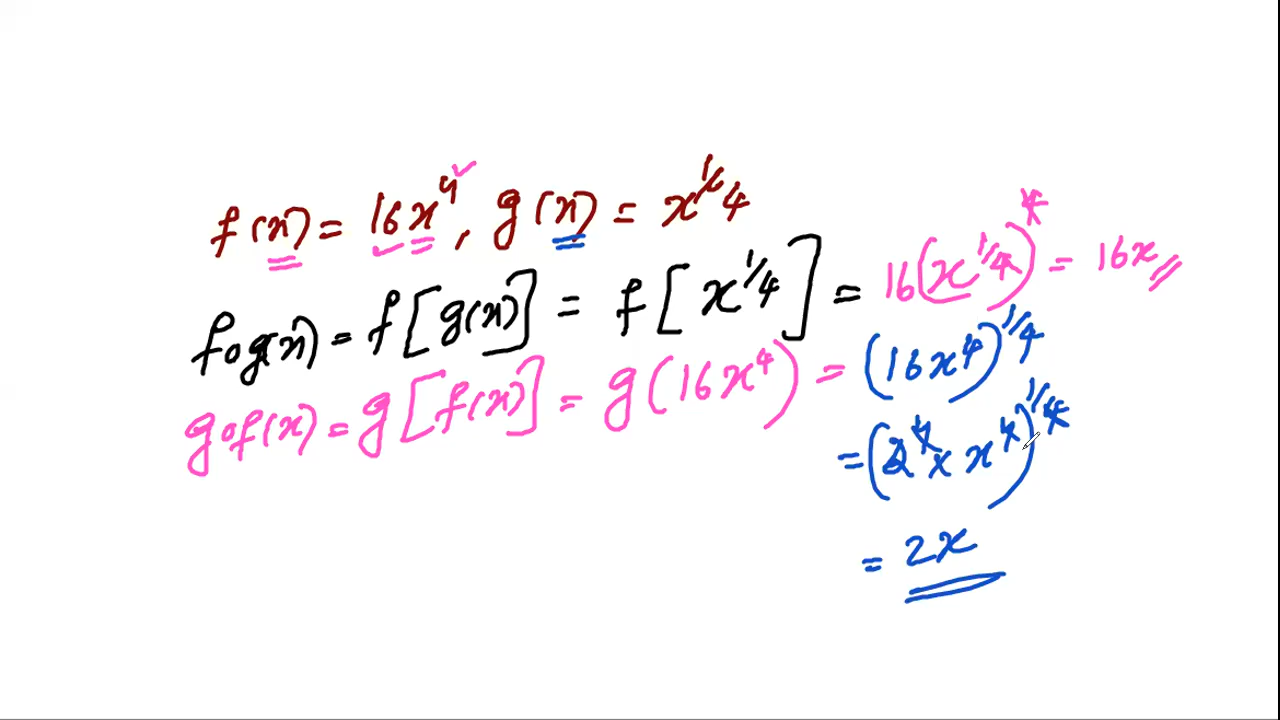 f(x) = 16x⁴, g(x) = x^1/4
fog(x) = f[g(x)] = f[x^1/4] = 16(x^1/4)⁴ = 16x
gof(x) = g[f(x)] = g(16x⁴) = (16x⁴)^1/4
= (2⁴ × x⁴)^1/4
= 2x